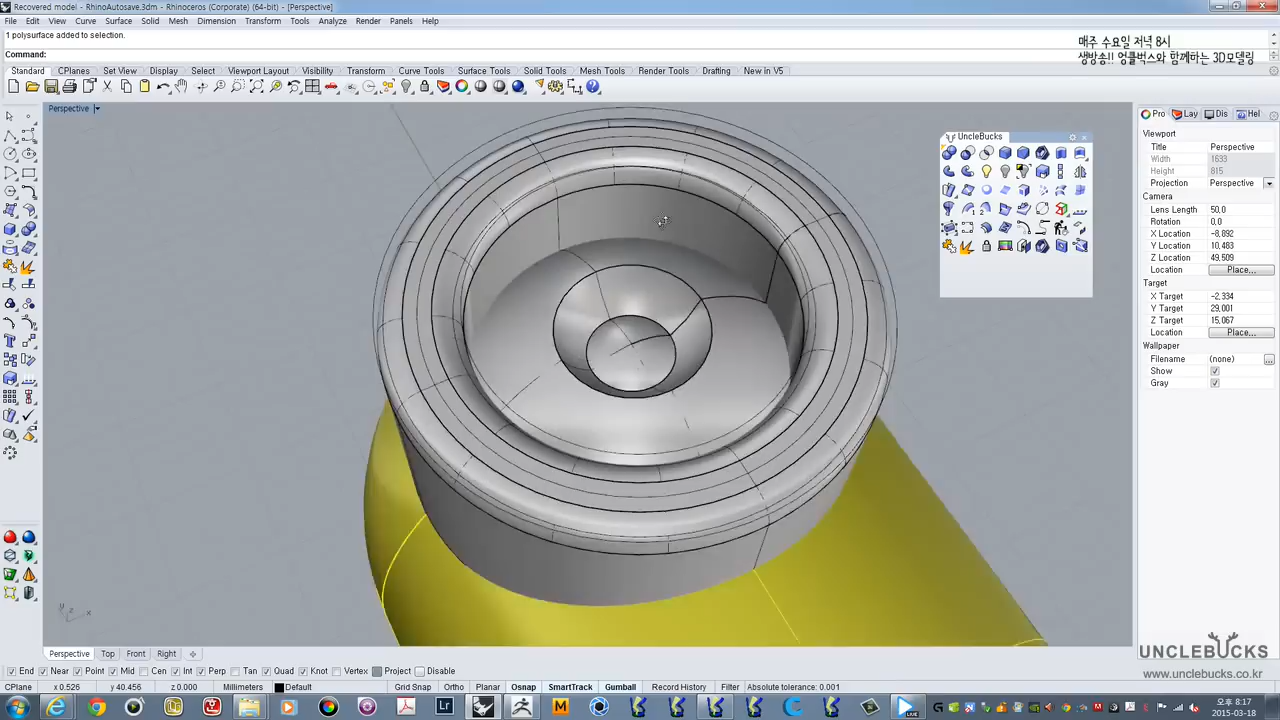 Recovered model - RhinoAutosave.3dm - Rhinoceros (Corporate) (64-bit) - [Perspective]
File Edit View Curve Surface Solid Mesh Dimension Transform Tools Analyze Render Panels Help
1 polysurface added to selection.
Command:
매주 수요일 저녁 8시
생방송!! 엉클벅스와 함께하는 3D모델링
Standard CPlanes Set View Display Select Viewport Layout Visibility Transform Curve Tools Surface Tools Solid Tools Mesh Tools Render Tools Drafting New in V5
Perspective
UncleBucks
Pro Lay Dis Hel
Viewport
Title Perspective
Width 1633
Height 815
Projection Perspective
Camera
Lens Length 50,0
Rotation 0,0
X Location -8,892
Y Location 10,483
Z Location 49,509
Location Place...
Target
X Target -2,334
Y Target 29,001
Z Target 15,067
Location Place...
Wallpaper
Filename (none)
Show
Gray
z x
Perspective Top Front Right
End Near Point Mid Cen Int Perp Tan Quad Knot Vertex Project Disable
CPlane x 0.526 y 40.456 z 0.000 Millimeters Default Grid Snap Ortho Planar Osnap SmartTrack Gumball Record History Filter Absolute tolerance: 0.001
UNCLEBUCKS
www.unclebucks.co.kr
Lr M LIVE
오후 8:17
2015-03-18